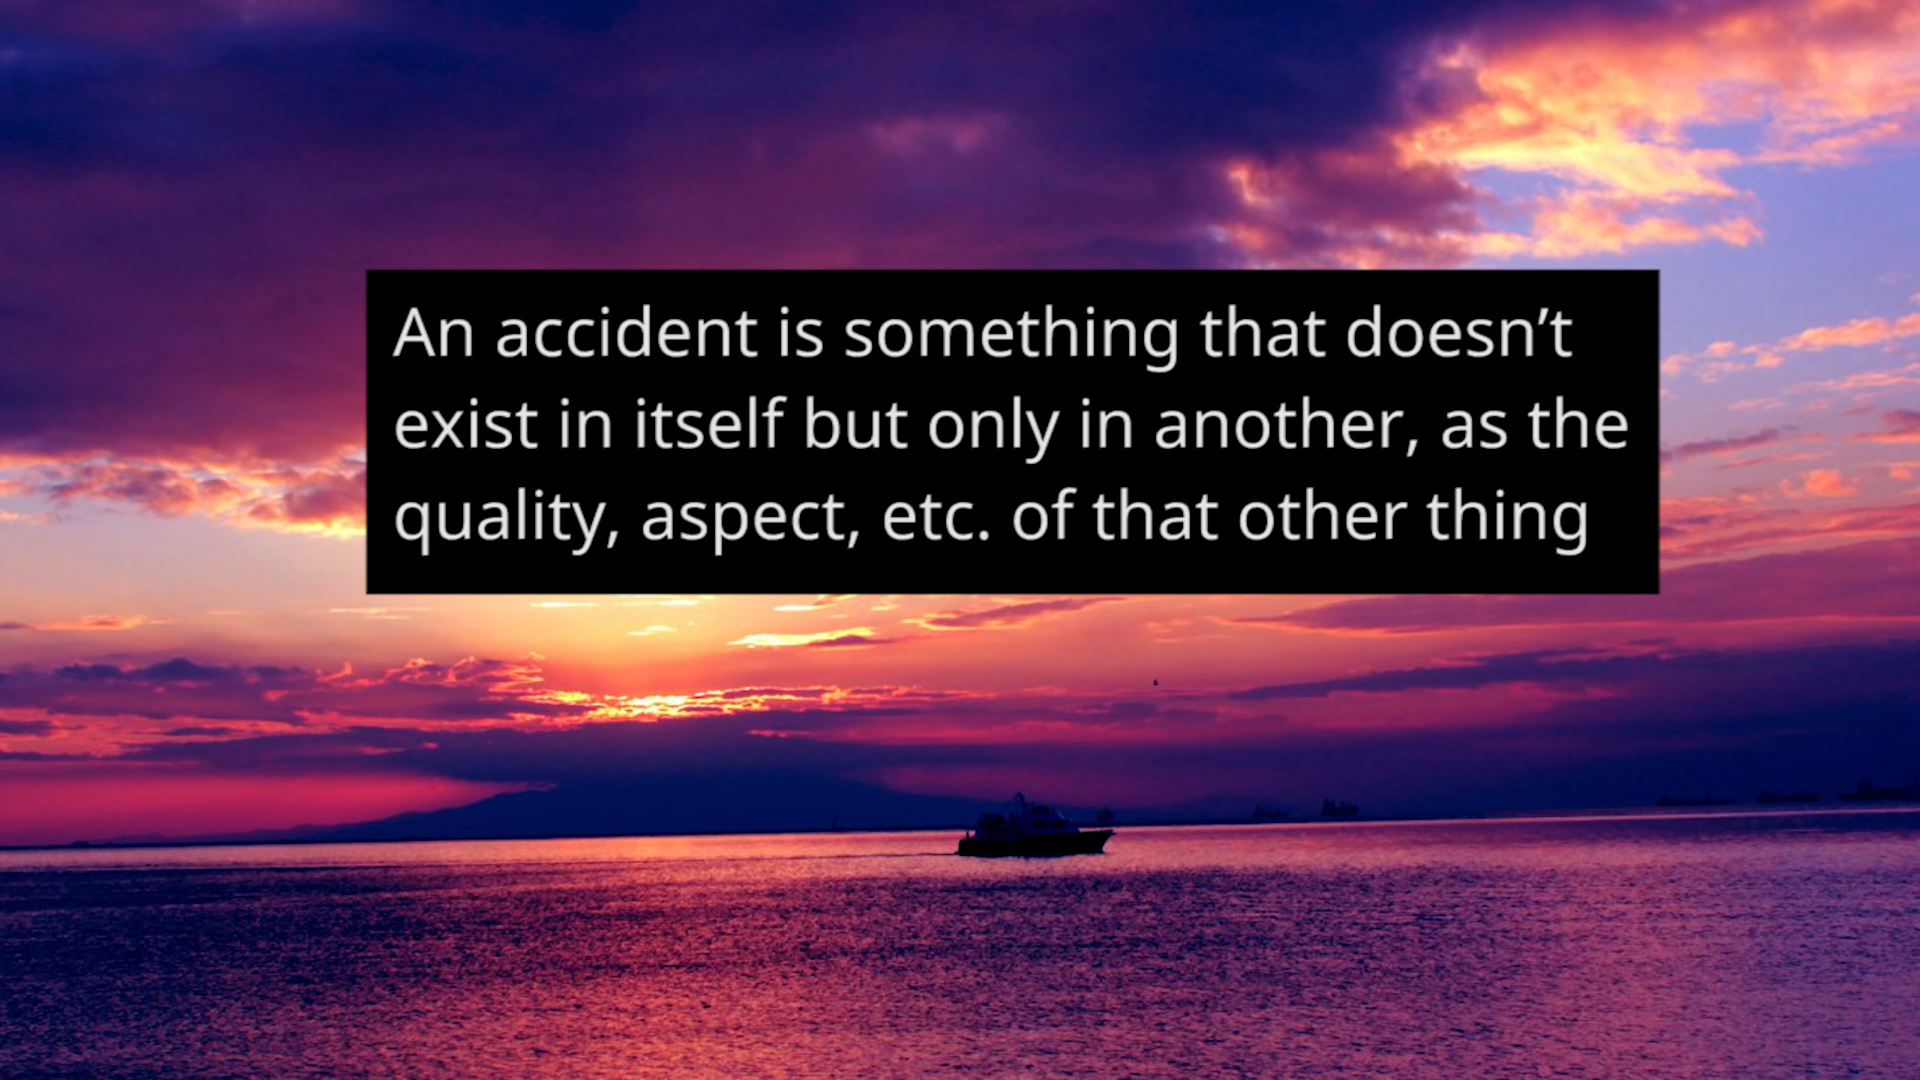 An accident is something that doesn’t
exist in itself but only in another, as the
quality, aspect, etc. of that other thing